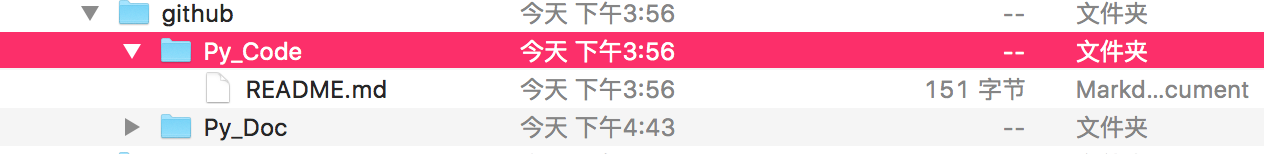 github 今天 下午3:56 -- 文件夹
Py_Code 今天 下午3:56 -- 文件夹
README.md 今天 下午3:56 151 字节 Markd...cument
Py_Doc 今天 下午4:43 -- 文件夹